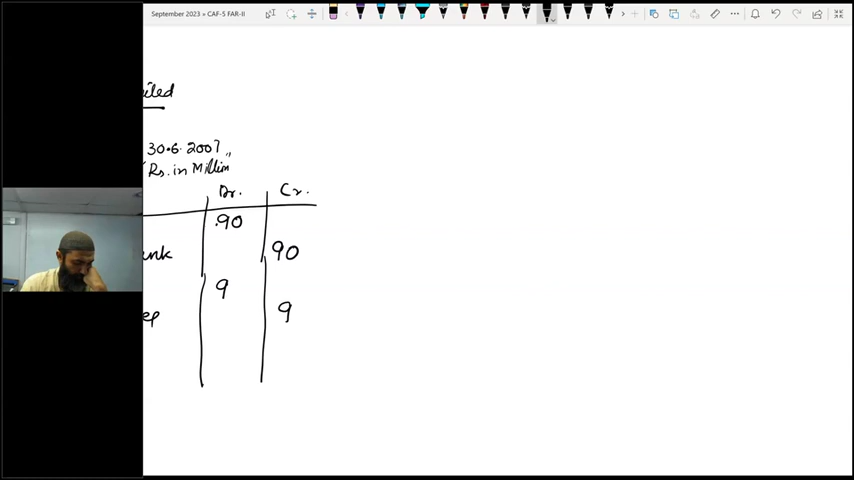 September 2023 » CAF-5 FAR-II
iled
30.6.2007
Rs. in Million
Dr. Cr.
90
nk 90
9
ep 9